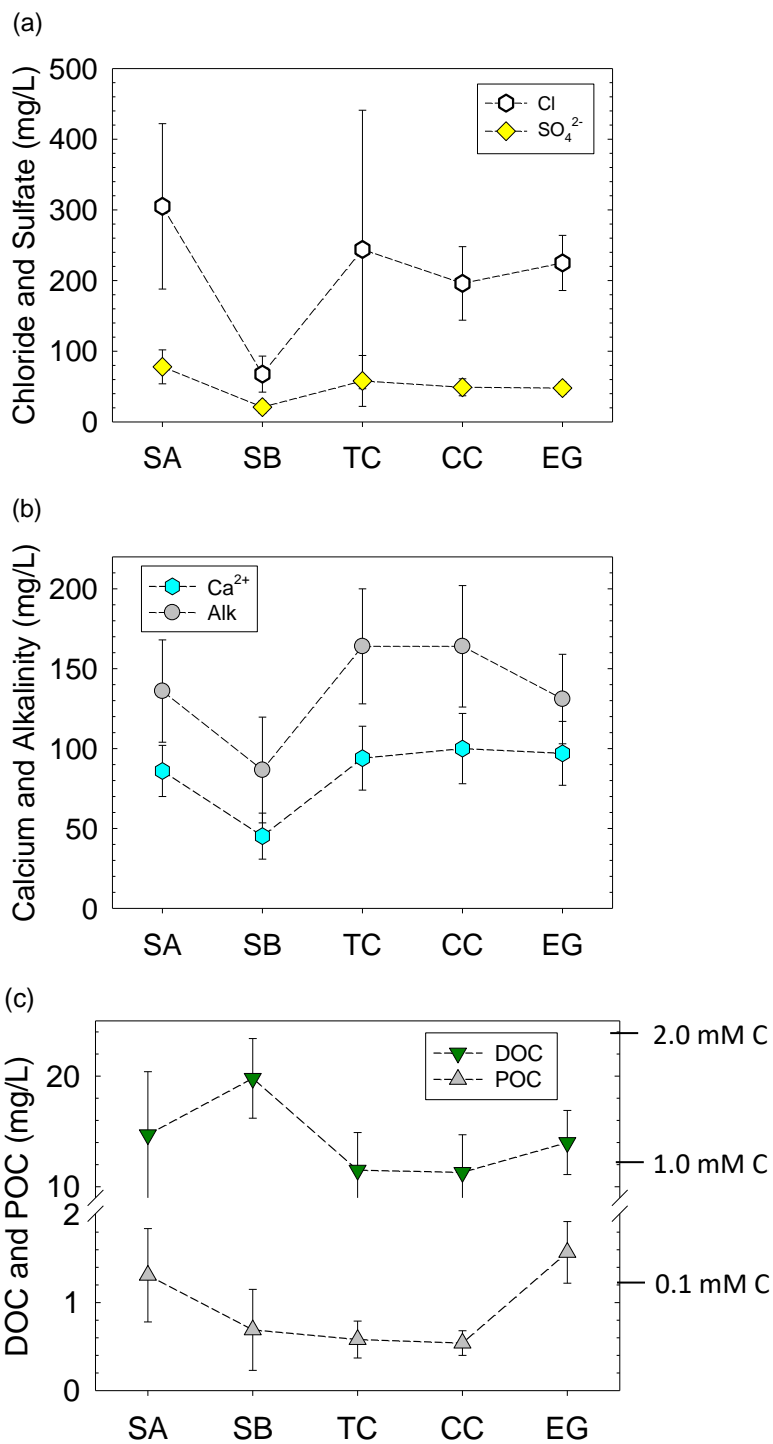 (a)
Chloride and Sulfate (mg/L)
500
400
300
200
100
0
Cl
SO₄²⁻
SA SB TC CC EG
(b)
Calcium and Alkalinity (mg/L)
200
150
100
50
0
Ca²⁺
Alk
SA SB TC CC EG
(c)
DOC and POC (mg/L)
20
10
2
1
0
DOC
POC
2.0 mM C
1.0 mM C
0.1 mM C
SA SB TC CC EG